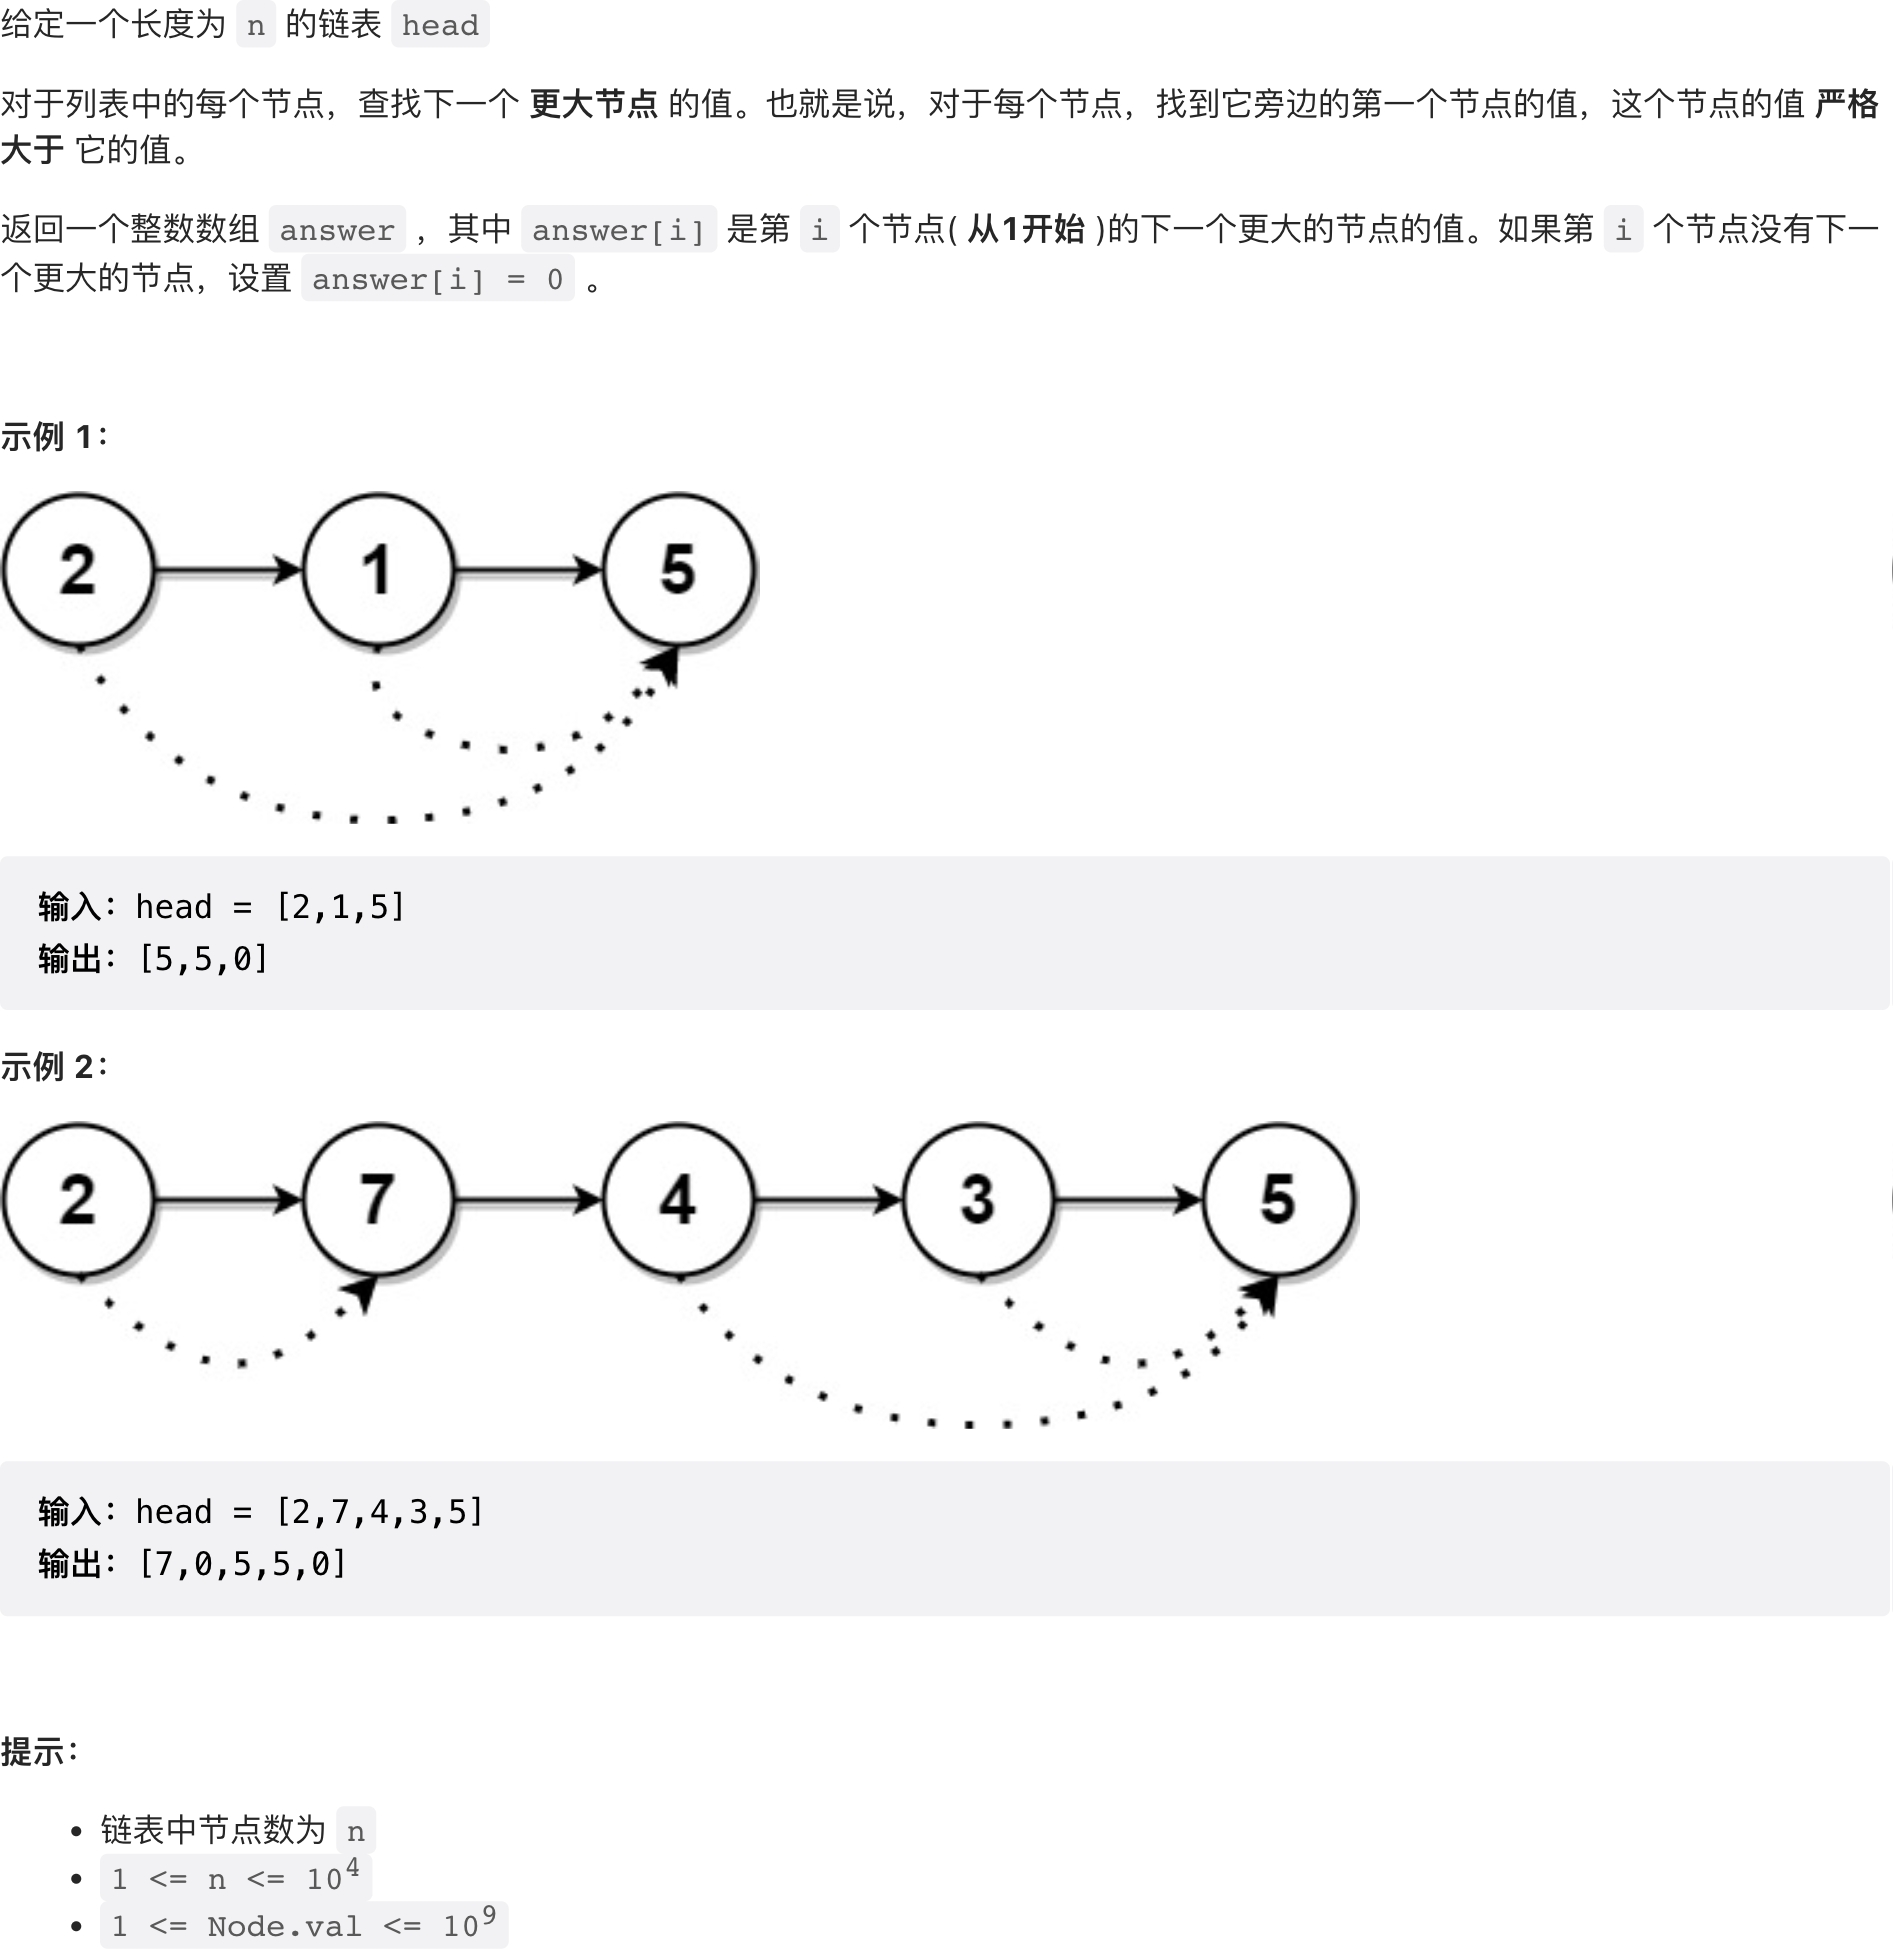 给定一个长度为 n 的链表 head
对于列表中的每个节点，查找下一个 更大节点 的值。也就是说，对于每个节点，找到它旁边的第一个节点的值，这个节点的值 严格
大于 它的值。
返回一个整数数组 answer ，其中 answer[i] 是第 i 个节点( 从1开始 )的下一个更大的节点的值。如果第 i 个节点没有下一
个更大的节点，设置 answer[i] = 0 。
示例 1：
2 1 5
输入：head = [2,1,5]
输出：[5,5,0]
示例 2：
2 7 4 3 5
输入：head = [2,7,4,3,5]
输出：[7,0,5,5,0]
提示：
• 链表中节点数为 n
• 1 <= n <= 10⁴
• 1 <= Node.val <= 10⁹